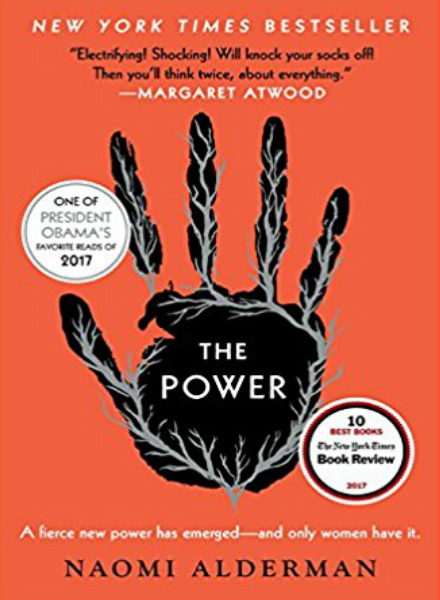 NEW YORK TIMES BESTSELLER
"Electrifying! Shocking! Will knock your socks off!
Then you'll think twice, about everything."
—MARGARET ATWOOD
ONE OF
PRESIDENT
OBAMA'S
FAVORITE READS OF
2017
THE
POWER
10
BEST BOOKS
The New York Times
Book Review
2017
A fierce new power has emerged—and only women have it.
NAOMI ALDERMAN